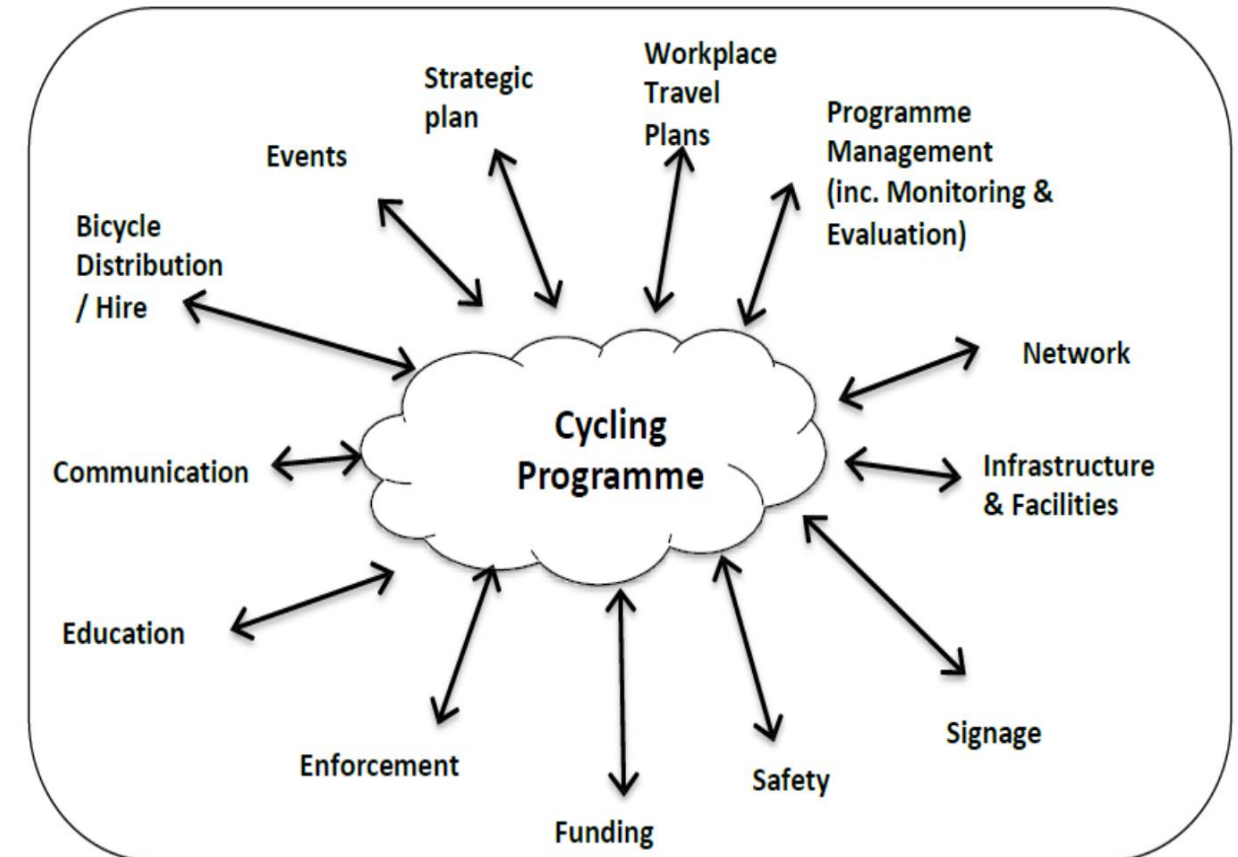 Workplace
Travel
Plans
Strategic
plan
Programme
Management
(inc. Monitoring &
Evaluation)
Events
Bicycle
Distribution
/ Hire
Network
Cycling
Programme
Communication
Infrastructure
& Facilities
Education
Signage
Enforcement
Safety
Funding